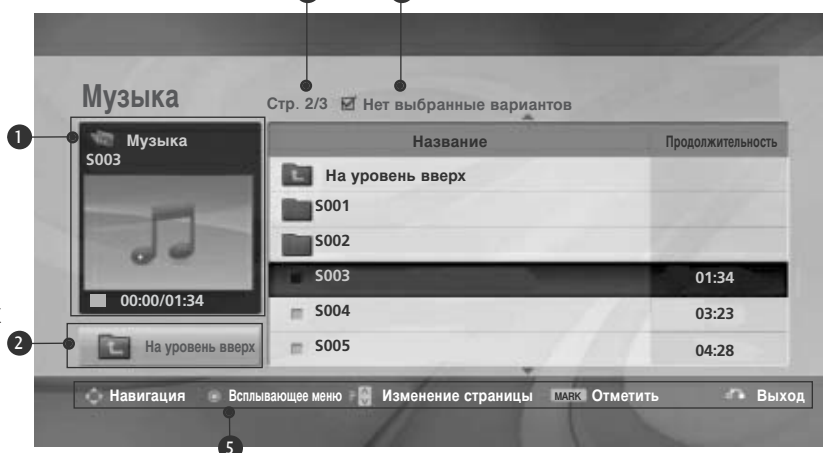 Музыка
Стр. 2/3 Нет выбранные вариантов
1
Музыка
S003
00:00/01:34
2
На уровень вверх
Название Продолжительность
На уровень вверх
S001
S002
S003 01:34
S004 03:23
S005 04:28
Навигация Всплывающее меню Изменение страницы MARK Отметить Выход
5